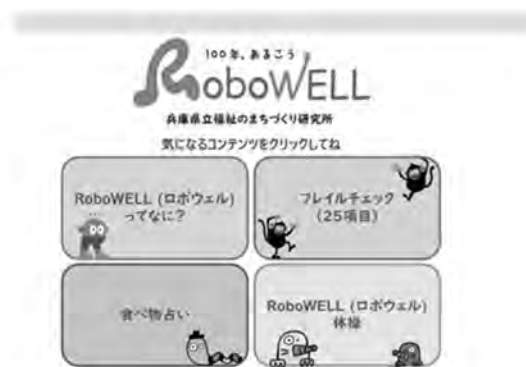 100年、あるこう
RoboWELL
兵庫県立福祉のまちづくり研究所
気になるコンテンツをクリックしてね
RoboWELL (ロボウェル)
ってなに？
フレイルチェック
(25項目)
食べ物占い
RoboWELL (ロボウェル)
体操